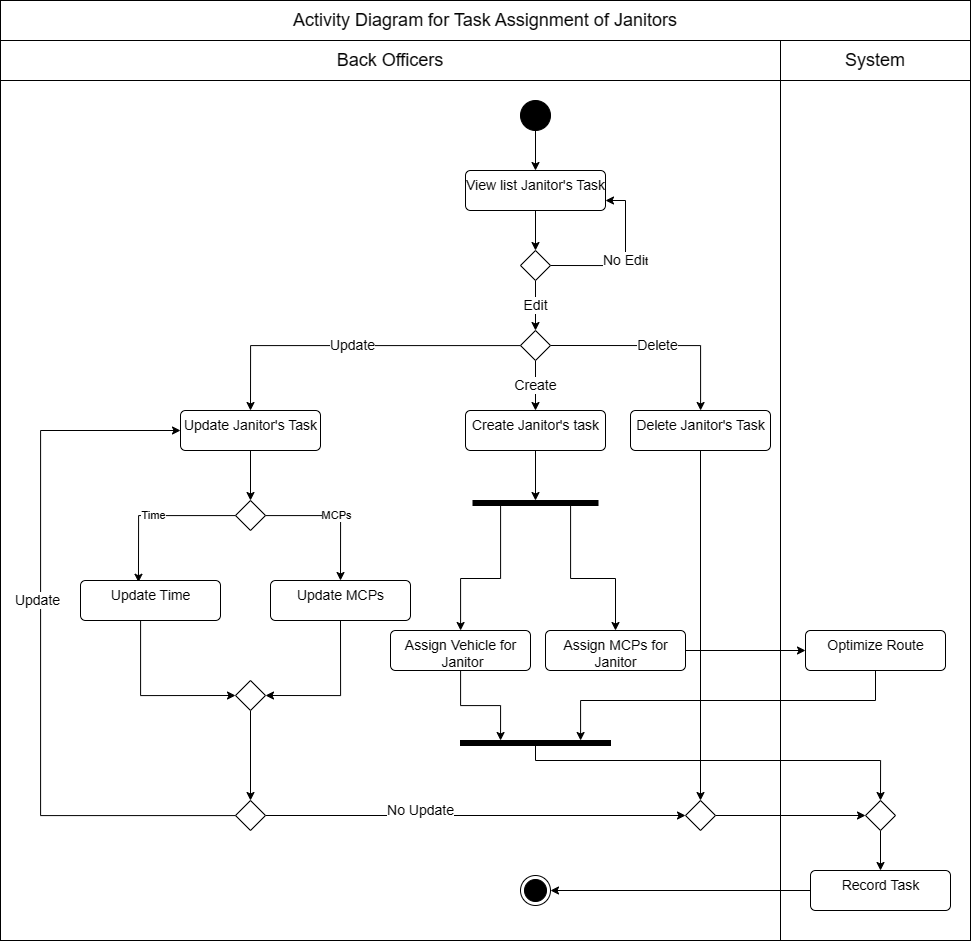 Activity Diagram for Task Assignment of Janitors
Back Officers
System
View list Janitor's Task
No Edit
Edit
Update
Delete
Create
Update Janitor's Task
Create Janitor's task
Delete Janitor's Task
Time
MCPs
Update Time
Update MCPs
Update
Assign Vehicle for
Janitor
Assign MCPs for
Janitor
Optimize Route
No Update
Record Task